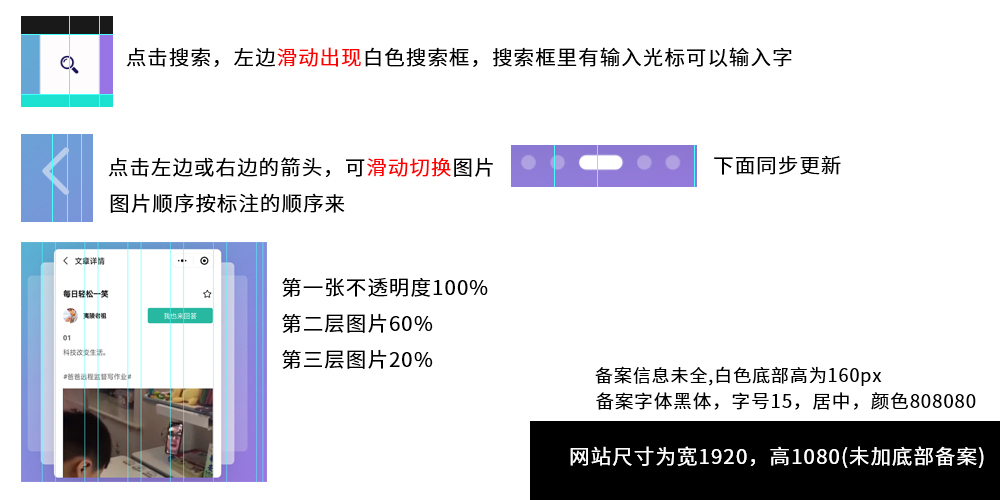 点击搜索，左边滑动出现白色搜索框，搜索框里有输入光标可以输入字
点击左边或右边的箭头，可滑动切换图片
图片顺序按标注的顺序来
下面同步更新
文章详情
每日轻松一笑
夷陵老祖
我也来回答
01
科技改变生活。
#爸爸远程监督写作业#
第一张不透明度100%
第二层图片60%
第三层图片20%
备案信息未全,白色底部高为160px
备案字体黑体，字号15，居中，颜色808080
网站尺寸为宽1920，高1080(未加底部备案)